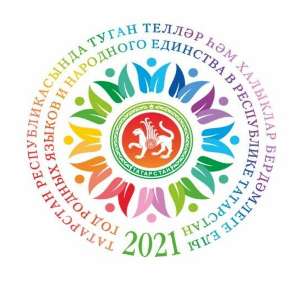 ТАТАРСТАН РЕСПУБЛИКАСЫНДА ТУГАН ТЕЛЛӘР ҺӘМ ХАЛЫКЛАР БЕРДӘМЛЕГЕ ЕЛЫ
ГОД РОДНЫХ ЯЗЫКОВ И НАРОДНОГО ЕДИНСТВА В РЕСПУБЛИКЕ ТАТАРСТАН
ТАТАРСТАН
2021